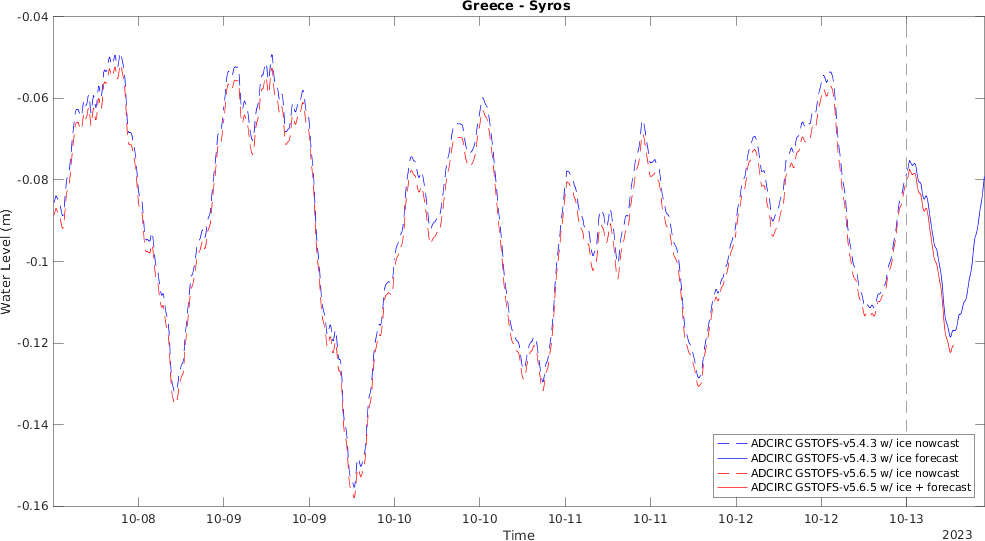 Greece - Syros
-0.04
-0.06
-0.08
-0.1
-0.12
-0.14
-0.16
Water Level (m)
ADCIRC GSTOFS-v5.4.3 w/ ice nowcast
ADCIRC GSTOFS-v5.4.3 w/ ice forecast
ADCIRC GSTOFS-v5.6.5 w/ ice nowcast
ADCIRC GSTOFS-v5.6.5 w/ ice + forecast
10-08 10-09 10-09 10-10 10-10 10-11 10-11 10-12 10-12 10-13
Time
2023